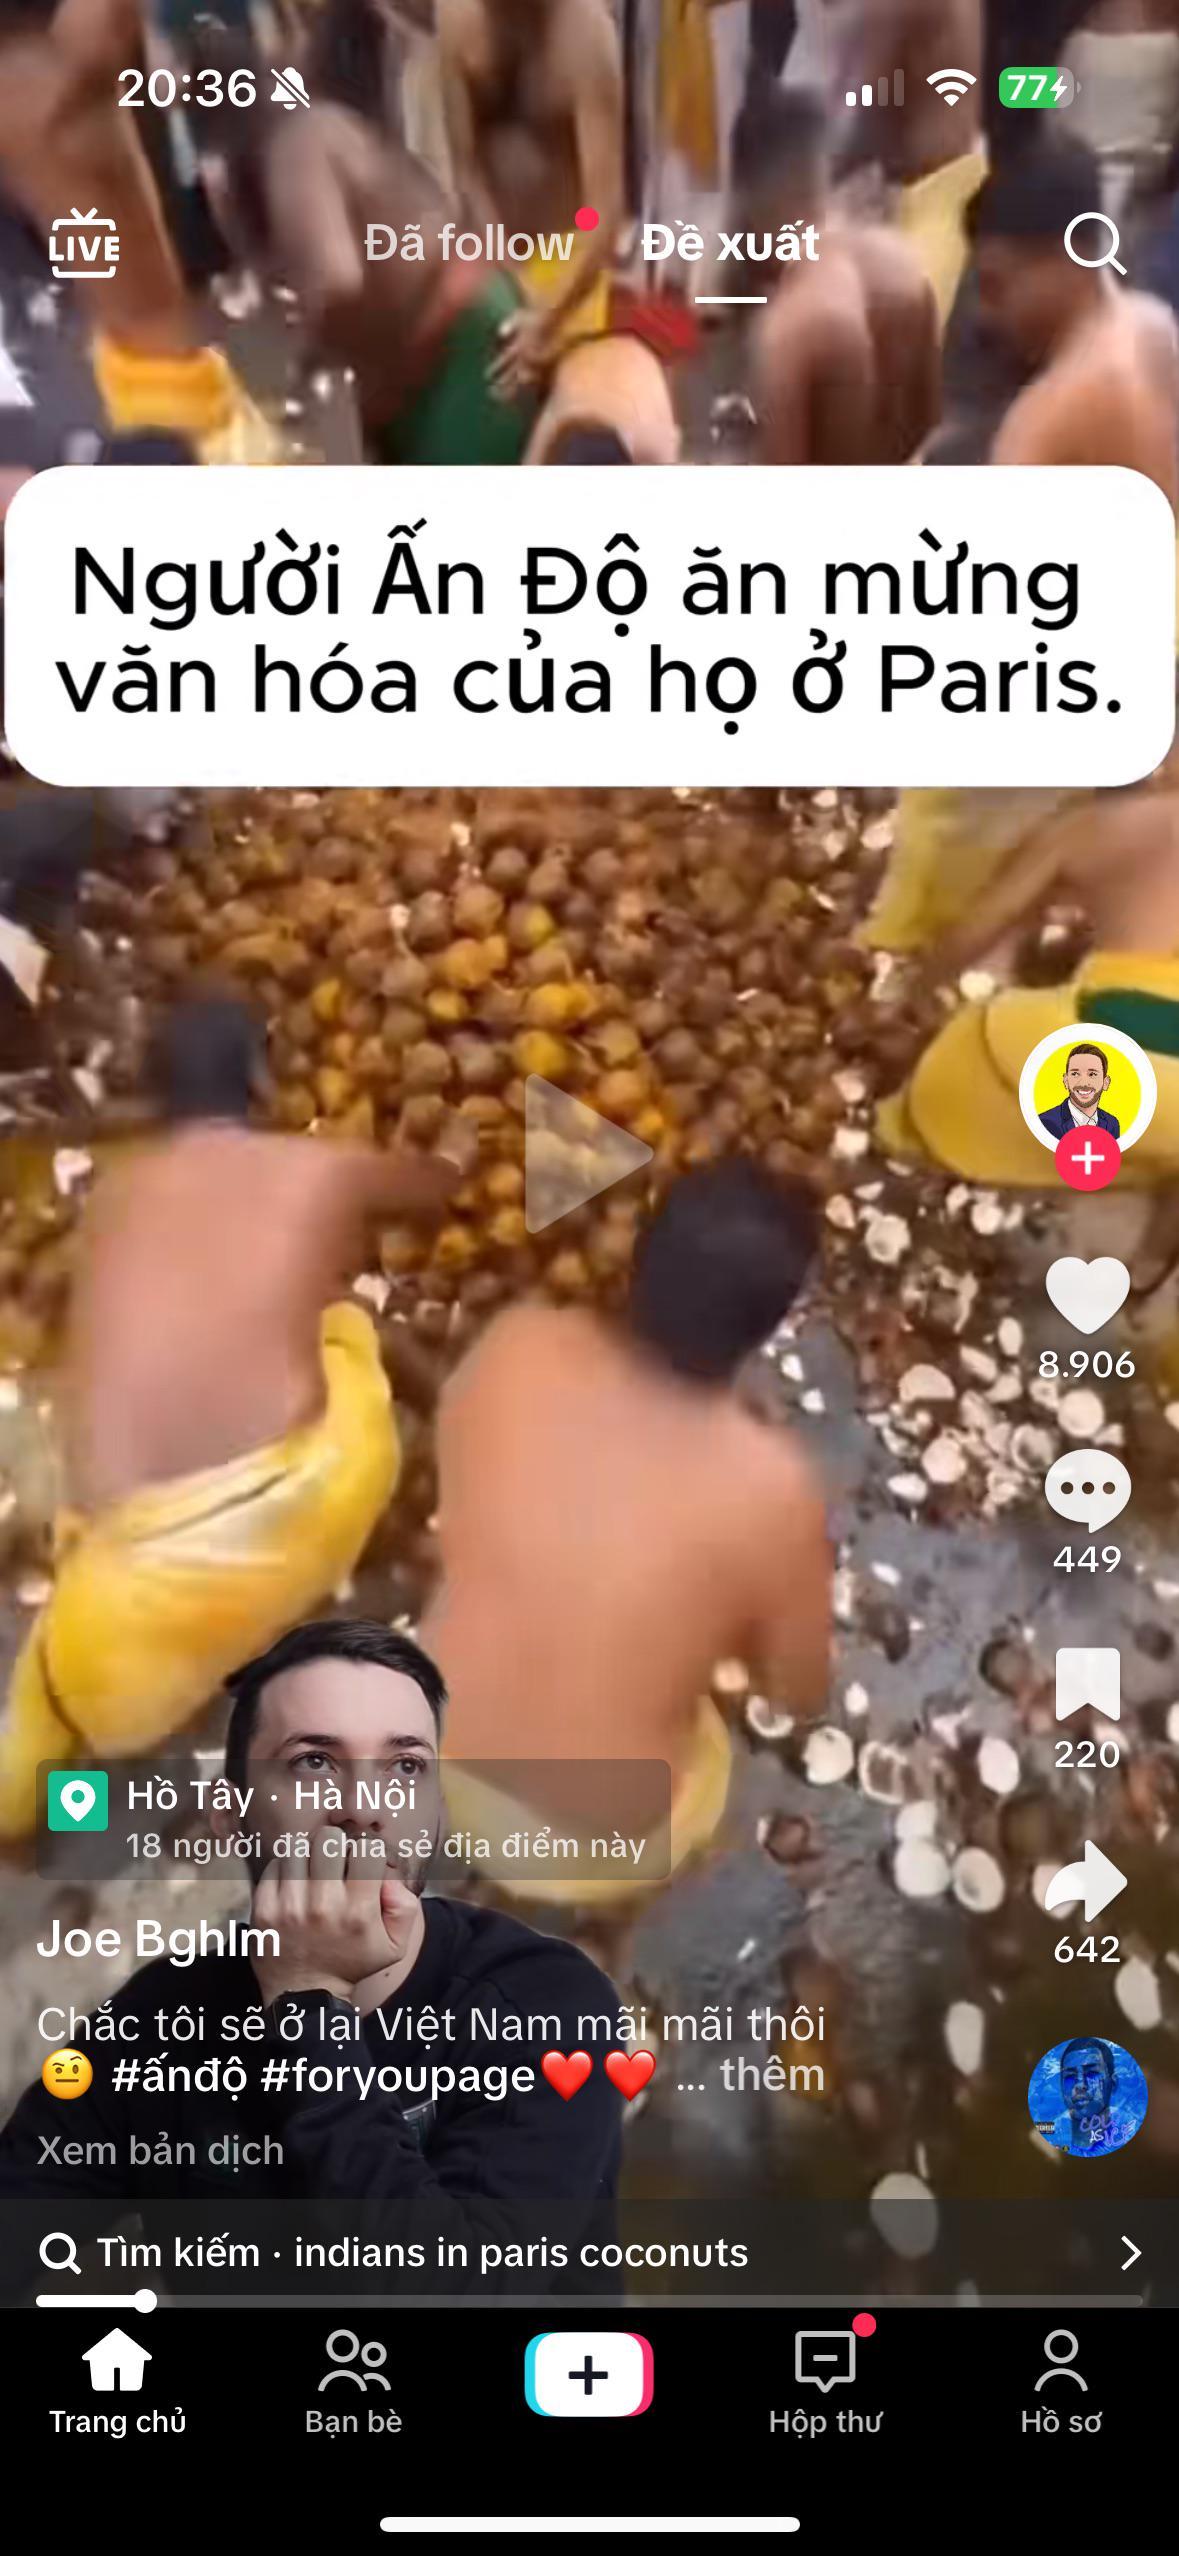 20:36
77
LIVE
Đã follow
Đề xuất
Người Ấn Độ ăn mừng
văn hóa của họ ở Paris.
8.906
449
220
642
Hồ Tây · Hà Nội
18 người đã chia sẻ địa điểm này
Joe Bghlm
Chắc tôi sẽ ở lại Việt Nam mãi mãi thôi
🤨 #ấnđộ #foryoupage❤️❤️ ... thêm
Xem bản dịch
COLD
AS ICE
Tìm kiếm · indians in paris coconuts
Trang chủ
Bạn bè
Hộp thư
Hồ sơ